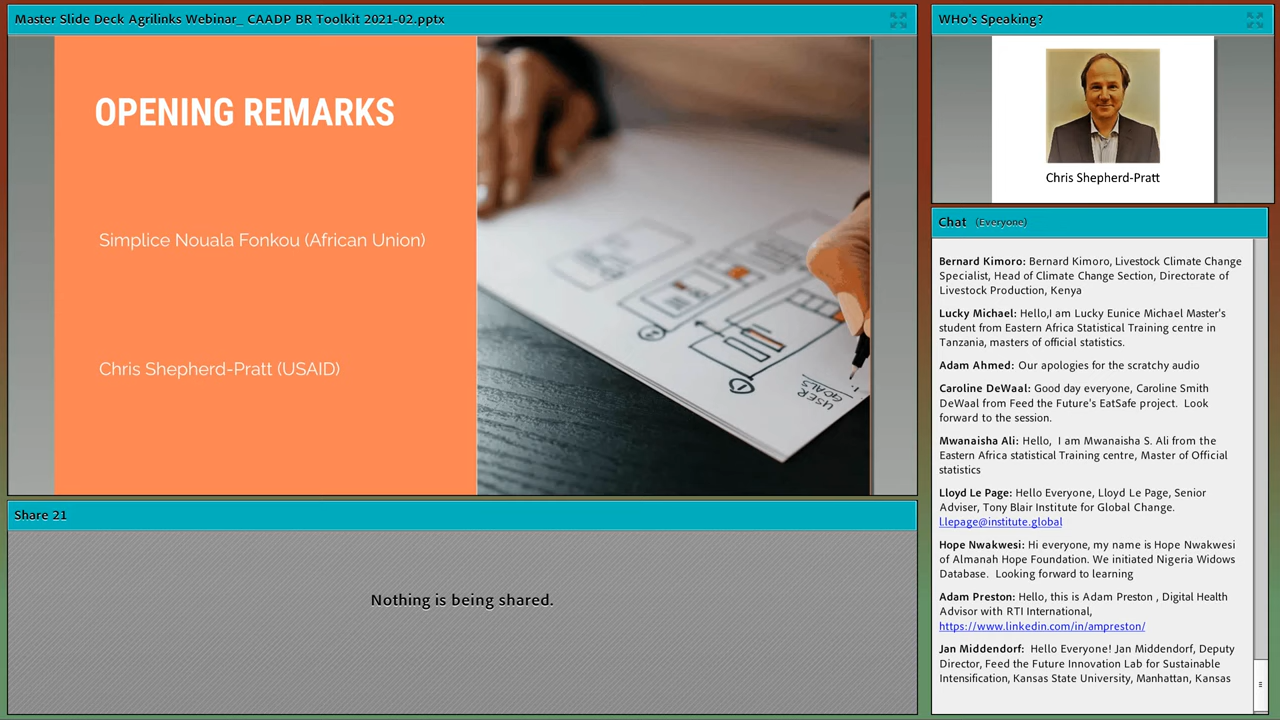 Master Slide Deck Agrilinks Webinar_ CAADP BR Toolkit 2021-02.pptx
OPENING REMARKS
Simplice Nouala Fonkou (African Union)
Chris Shepherd-Pratt (USAID)
USER
GOALS
2
1
Share 21
Nothing is being shared.
WHo's Speaking?
Chris Shepherd-Pratt
Chat (Everyone)
Bernard Kimoro: Bernard Kimoro, Livestock Climate Change
Specialist, Head of Climate Change Section, Directorate of
Livestock Production, Kenya
Lucky Michael: Hello,I am Lucky Eunice Michael Master's
student from Eastern Africa Statistical Training centre in
Tanzania, masters of official statistics.
Adam Ahmed: Our apologies for the scratchy audio
Caroline DeWaal: Good day everyone, Caroline Smith
DeWaal from Feed the Future's EatSafe project. Look
forward to the session.
Mwanaisha Ali: Hello, I am Mwanaisha S. Ali from the
Eastern Africa statistical Training centre, Master of Official
statistics
Lloyd Le Page: Hello Everyone, Lloyd Le Page, Senior
Adviser, Tony Blair Institute for Global Change.
l.lepage@institute.global
Hope Nwakwesi: Hi everyone, my name is Hope Nwakwesi
of Almanah Hope Foundation. We initiated Nigeria Widows
Database. Looking forward to learning
Adam Preston: Hello, this is Adam Preston , Digital Health
Advisor with RTI International,
https://www.linkedin.com/in/ampreston/
Jan Middendorf: Hello Everyone! Jan Middendorf, Deputy
Director, Feed the Future Innovation Lab for Sustainable
Intensification, Kansas State University, Manhattan, Kansas